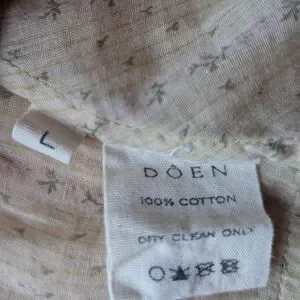 L
DÔEN
100% COTTON
DRY CLEAN ONLY